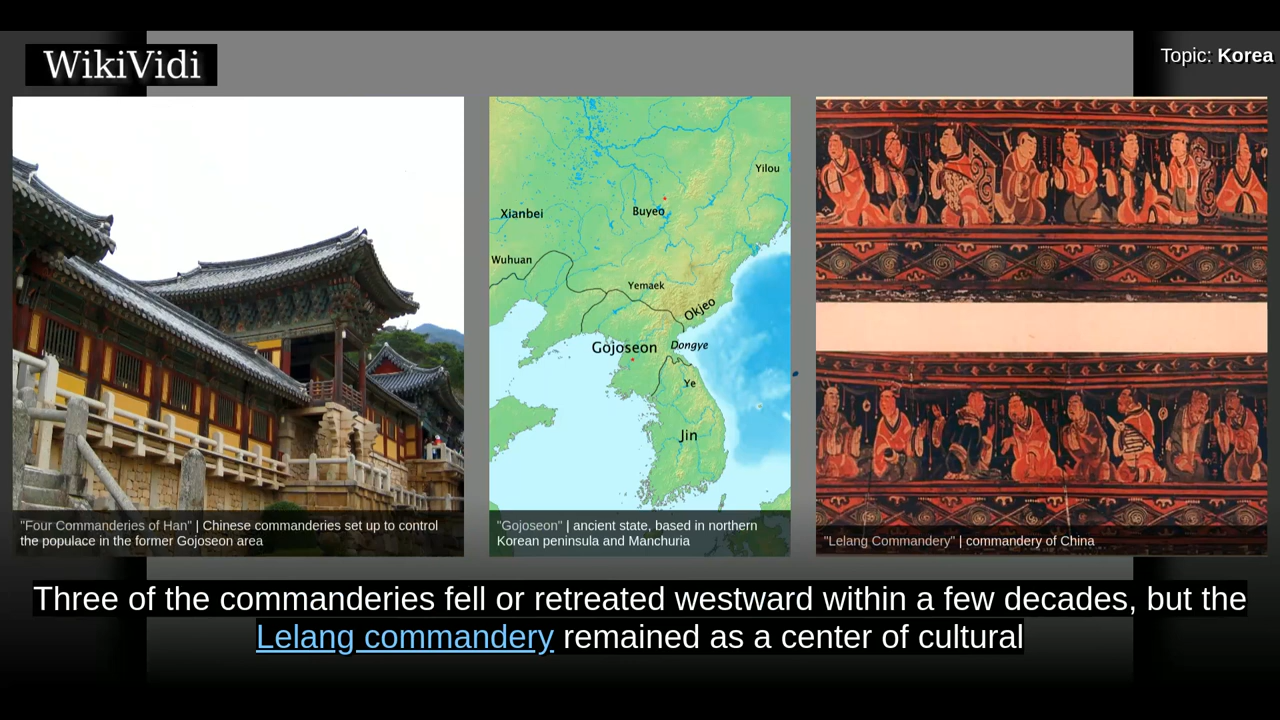 WikiVidi
Topic: Korea
Yilou
Xianbei
Buyeo
Wuhuan
Yemaek
Okjeo
Gojoseon
Dongye
Ye
Jin
"Four Commanderies of Han" | Chinese commanderies set up to control
the populace in the former Gojoseon area
"Gojoseon" | ancient state, based in northern
Korean peninsula and Manchuria
"Lelang Commandery" | commandery of China
Three of the commanderies fell or retreated westward within a few decades, but the
Lelang commandery remained as a center of cultural